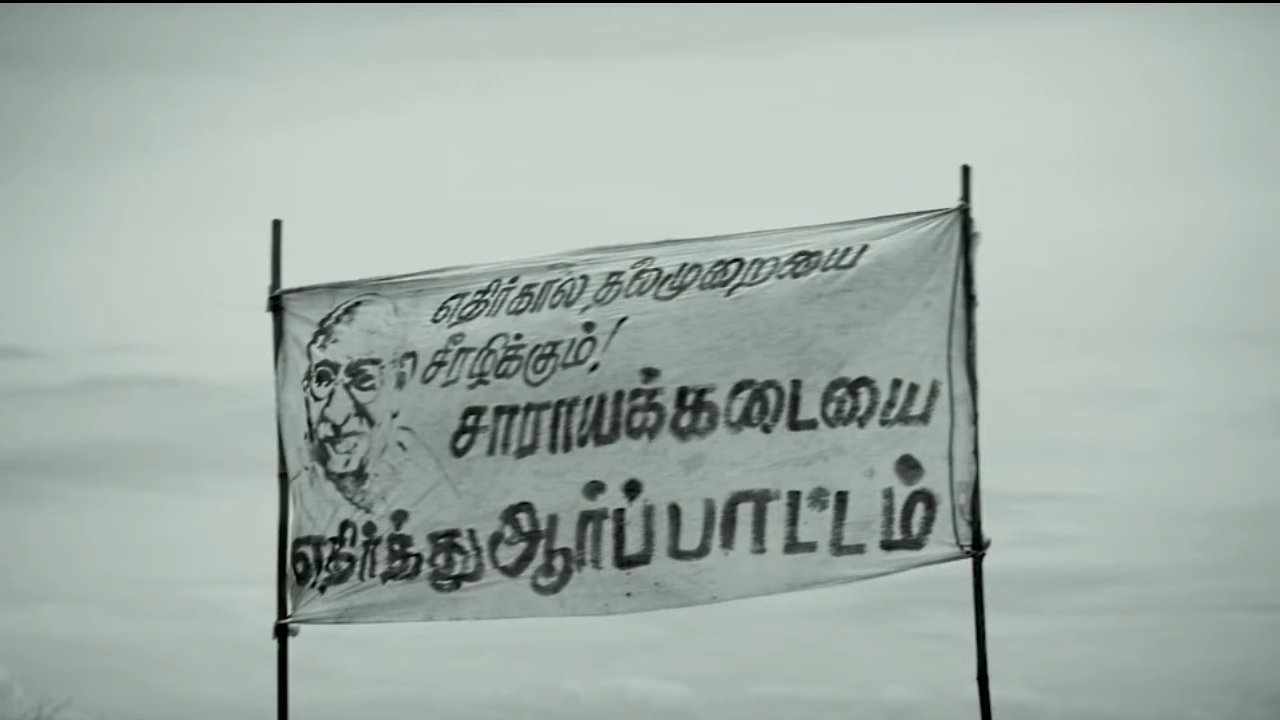 எதிர்கால தலைமுறையை
சீரழிக்கும்!
சாராயக்கடையை
எதிர்த்து ஆர்ப்பாட்டம்